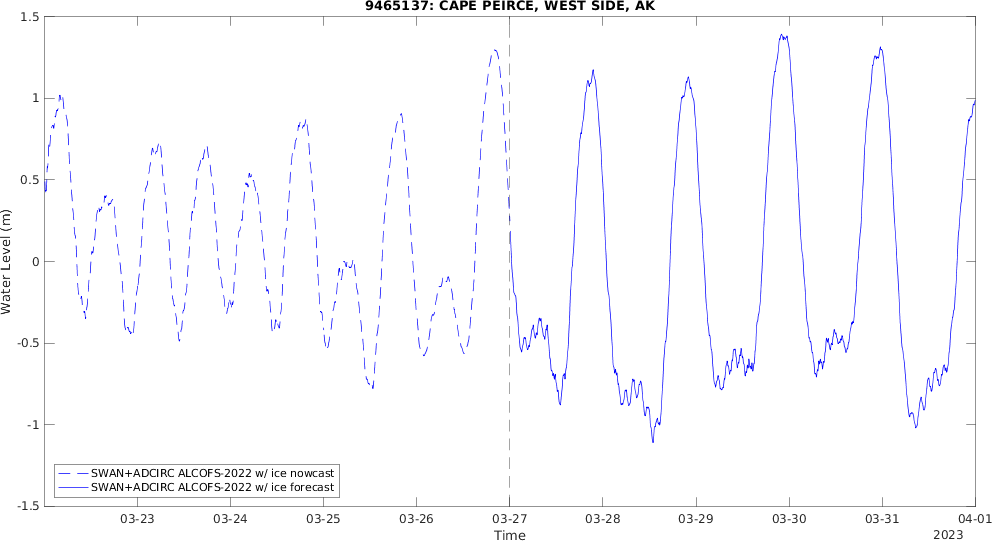 9465137: CAPE PEIRCE, WEST SIDE, AK
1.5
1
0.5
0
-0.5
-1
-1.5
Water Level (m)
SWAN+ADCIRC ALCOFS-2022 w/ ice nowcast
SWAN+ADCIRC ALCOFS-2022 w/ ice forecast
03-23 03-24 03-25 03-26 03-27 03-28 03-29 03-30 03-31 04-01
Time
2023